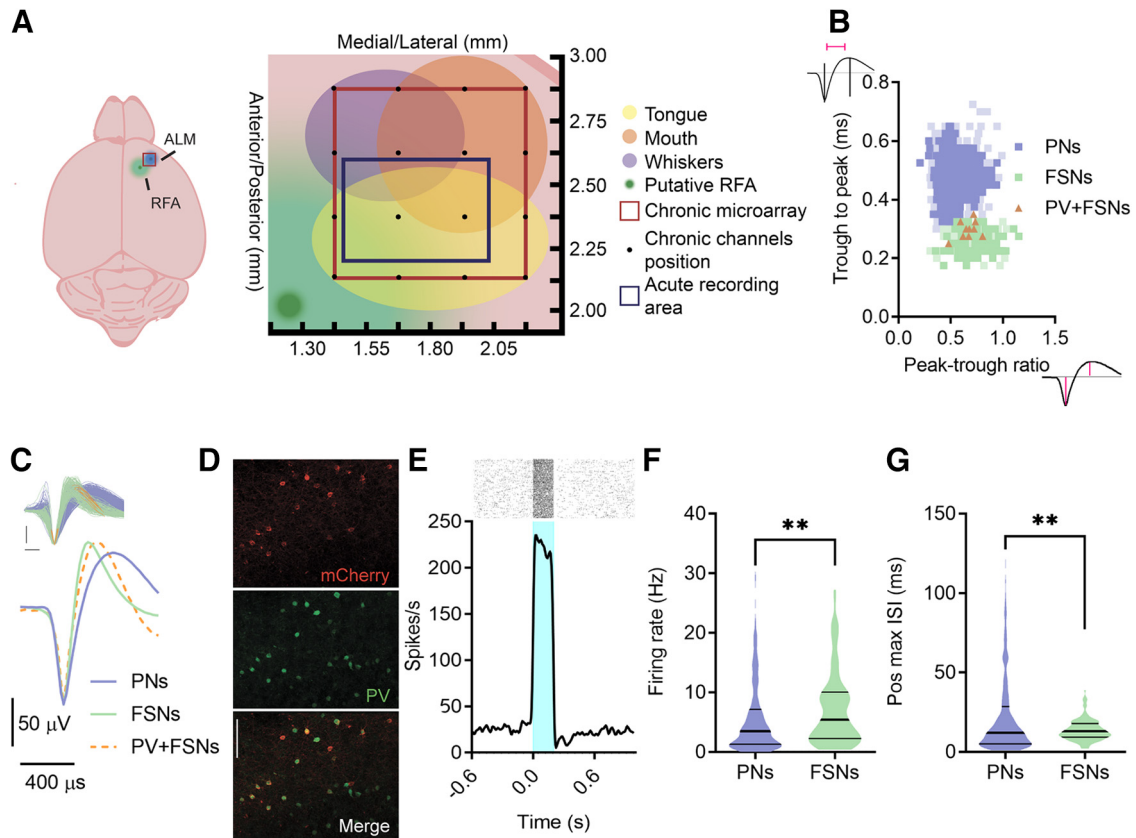 A
ALM
RFA
Medial/Lateral (mm)
Anterior/Posterior (mm)
3.00
2.75
2.50
2.25
2.00
1.30
1.55
1.80
2.05
Tongue
Mouth
Whiskers
Putative RFA
Chronic microarray
Chronic channels
position
Acute recording
area
B
Trough to peak (ms)
0.8
0.6
0.4
0.2
0.0
0.0
0.5
1.0
1.5
Peak-trough ratio
PNs
FSNs
PV+FSNs
C
PNs
FSNs
PV+FSNs
50 µV
400 µs
D
mCherry
PV
Merge
E
Spikes/s
250
200
150
100
50
0
-0.6
0.0
0.6
Time (s)
F
Firing rate (Hz)
40
30
20
10
0
**
PNs
FSNs
G
Pos max ISI (ms)
150
100
50
0
**
PNs
FSNs